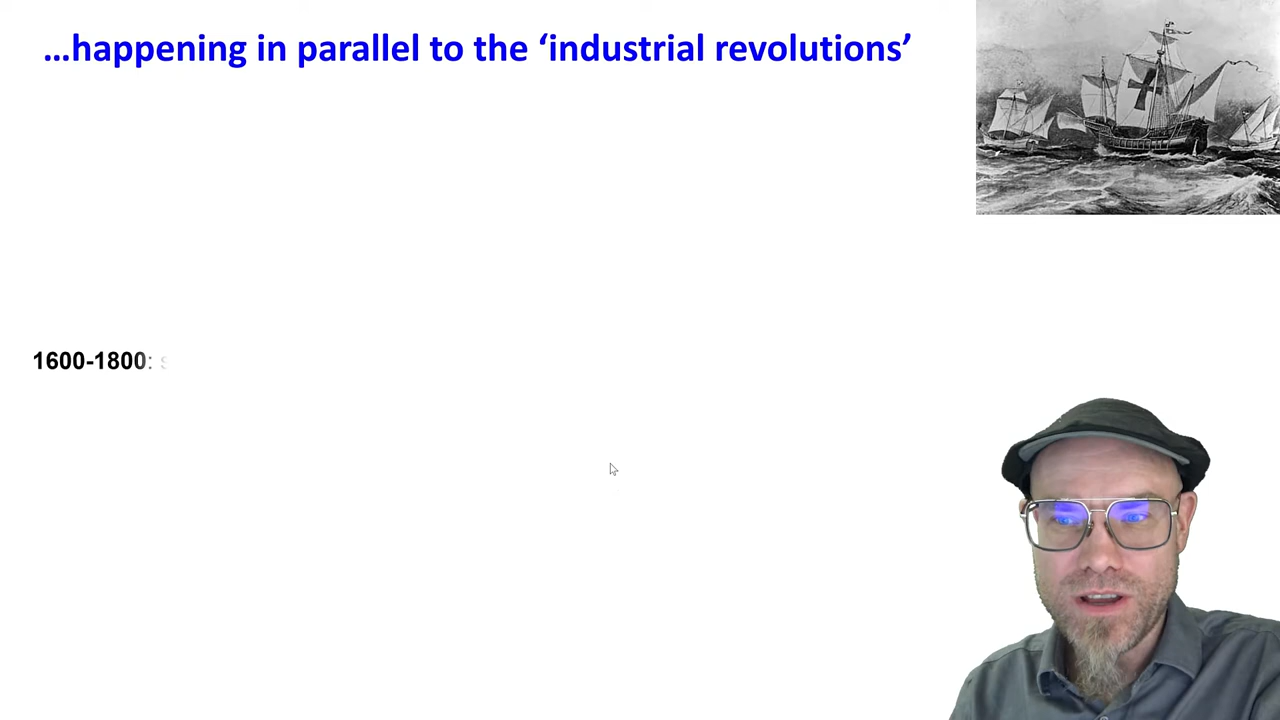 ...happening in parallel to the ‘industrial revolutions’
1600-1800: s